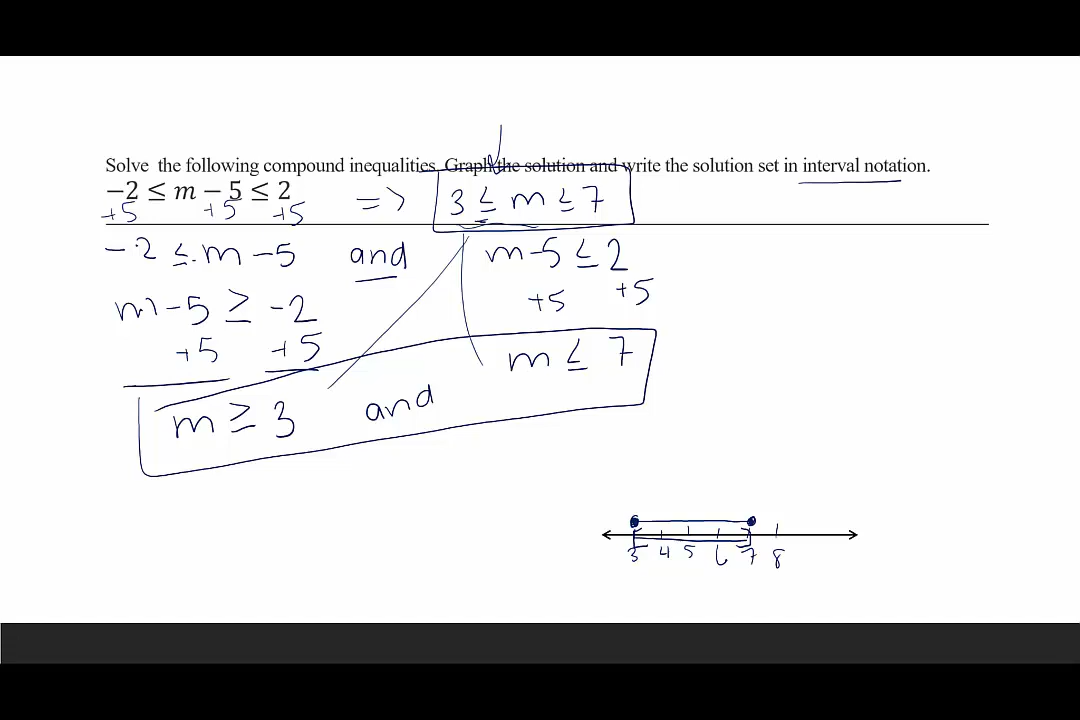 Solve the following compound inequalities. Graph the solution and write the solution set in interval notation.
−2 ≤ m − 5 ≤ 2 => 3 ≤ m ≤ 7
+5 +5 +5
-2 ≤ m -5 and m-5 ≤ 2
+5 +5
m-5 ≥ -2
+5 +5
m ≤ 7
m ≥ 3 and
3 4 5 6 7 8